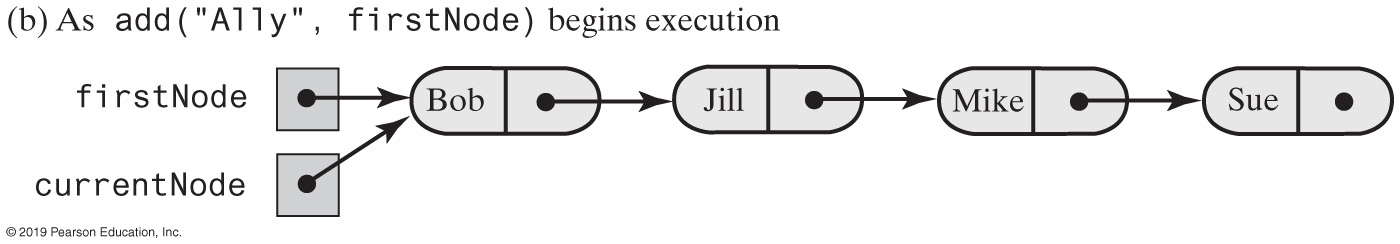 (b) As add("Ally", firstNode) begins execution
firstNode
Bob
Jill
Mike
Sue
currentNode
© 2019 Pearson Education, Inc.